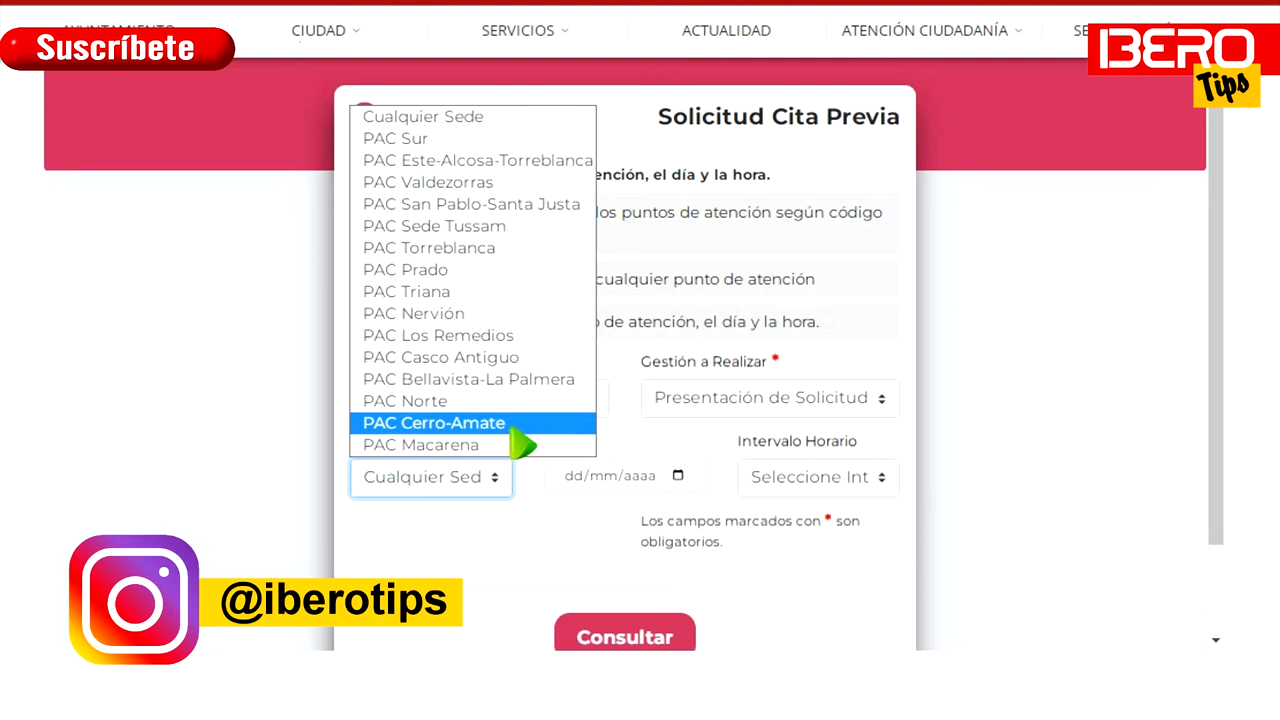 AYUNTAMIENTO
CIUDAD
SERVICIOS
ACTUALIDAD
ATENCIÓN CIUDADANÍA
Suscríbete
IBERO
Tips
Solicitud Cita Previa
Cualquier Sede
PAC Sur
PAC Este-Alcosa-Torreblanca
PAC Valdezorras
PAC San Pablo-Santa Justa
PAC Sede Tussam
PAC Torreblanca
PAC Prado
PAC Triana
PAC Nervión
PAC Los Remedios
PAC Casco Antiguo
PAC Bellavista-La Palmera
PAC Norte
PAC Cerro-Amate
PAC Macarena
ención, el día y la hora.
los puntos de atención según código
cualquier punto de atención
de atención, el día y la hora.
Gestión a Realizar *
Presentación de Solicitud
Intervalo Horario
Cualquier Sed
dd/mm/aaaa
Seleccione Int
Los campos marcados con * son
obligatorios.
@iberotips
Consultar